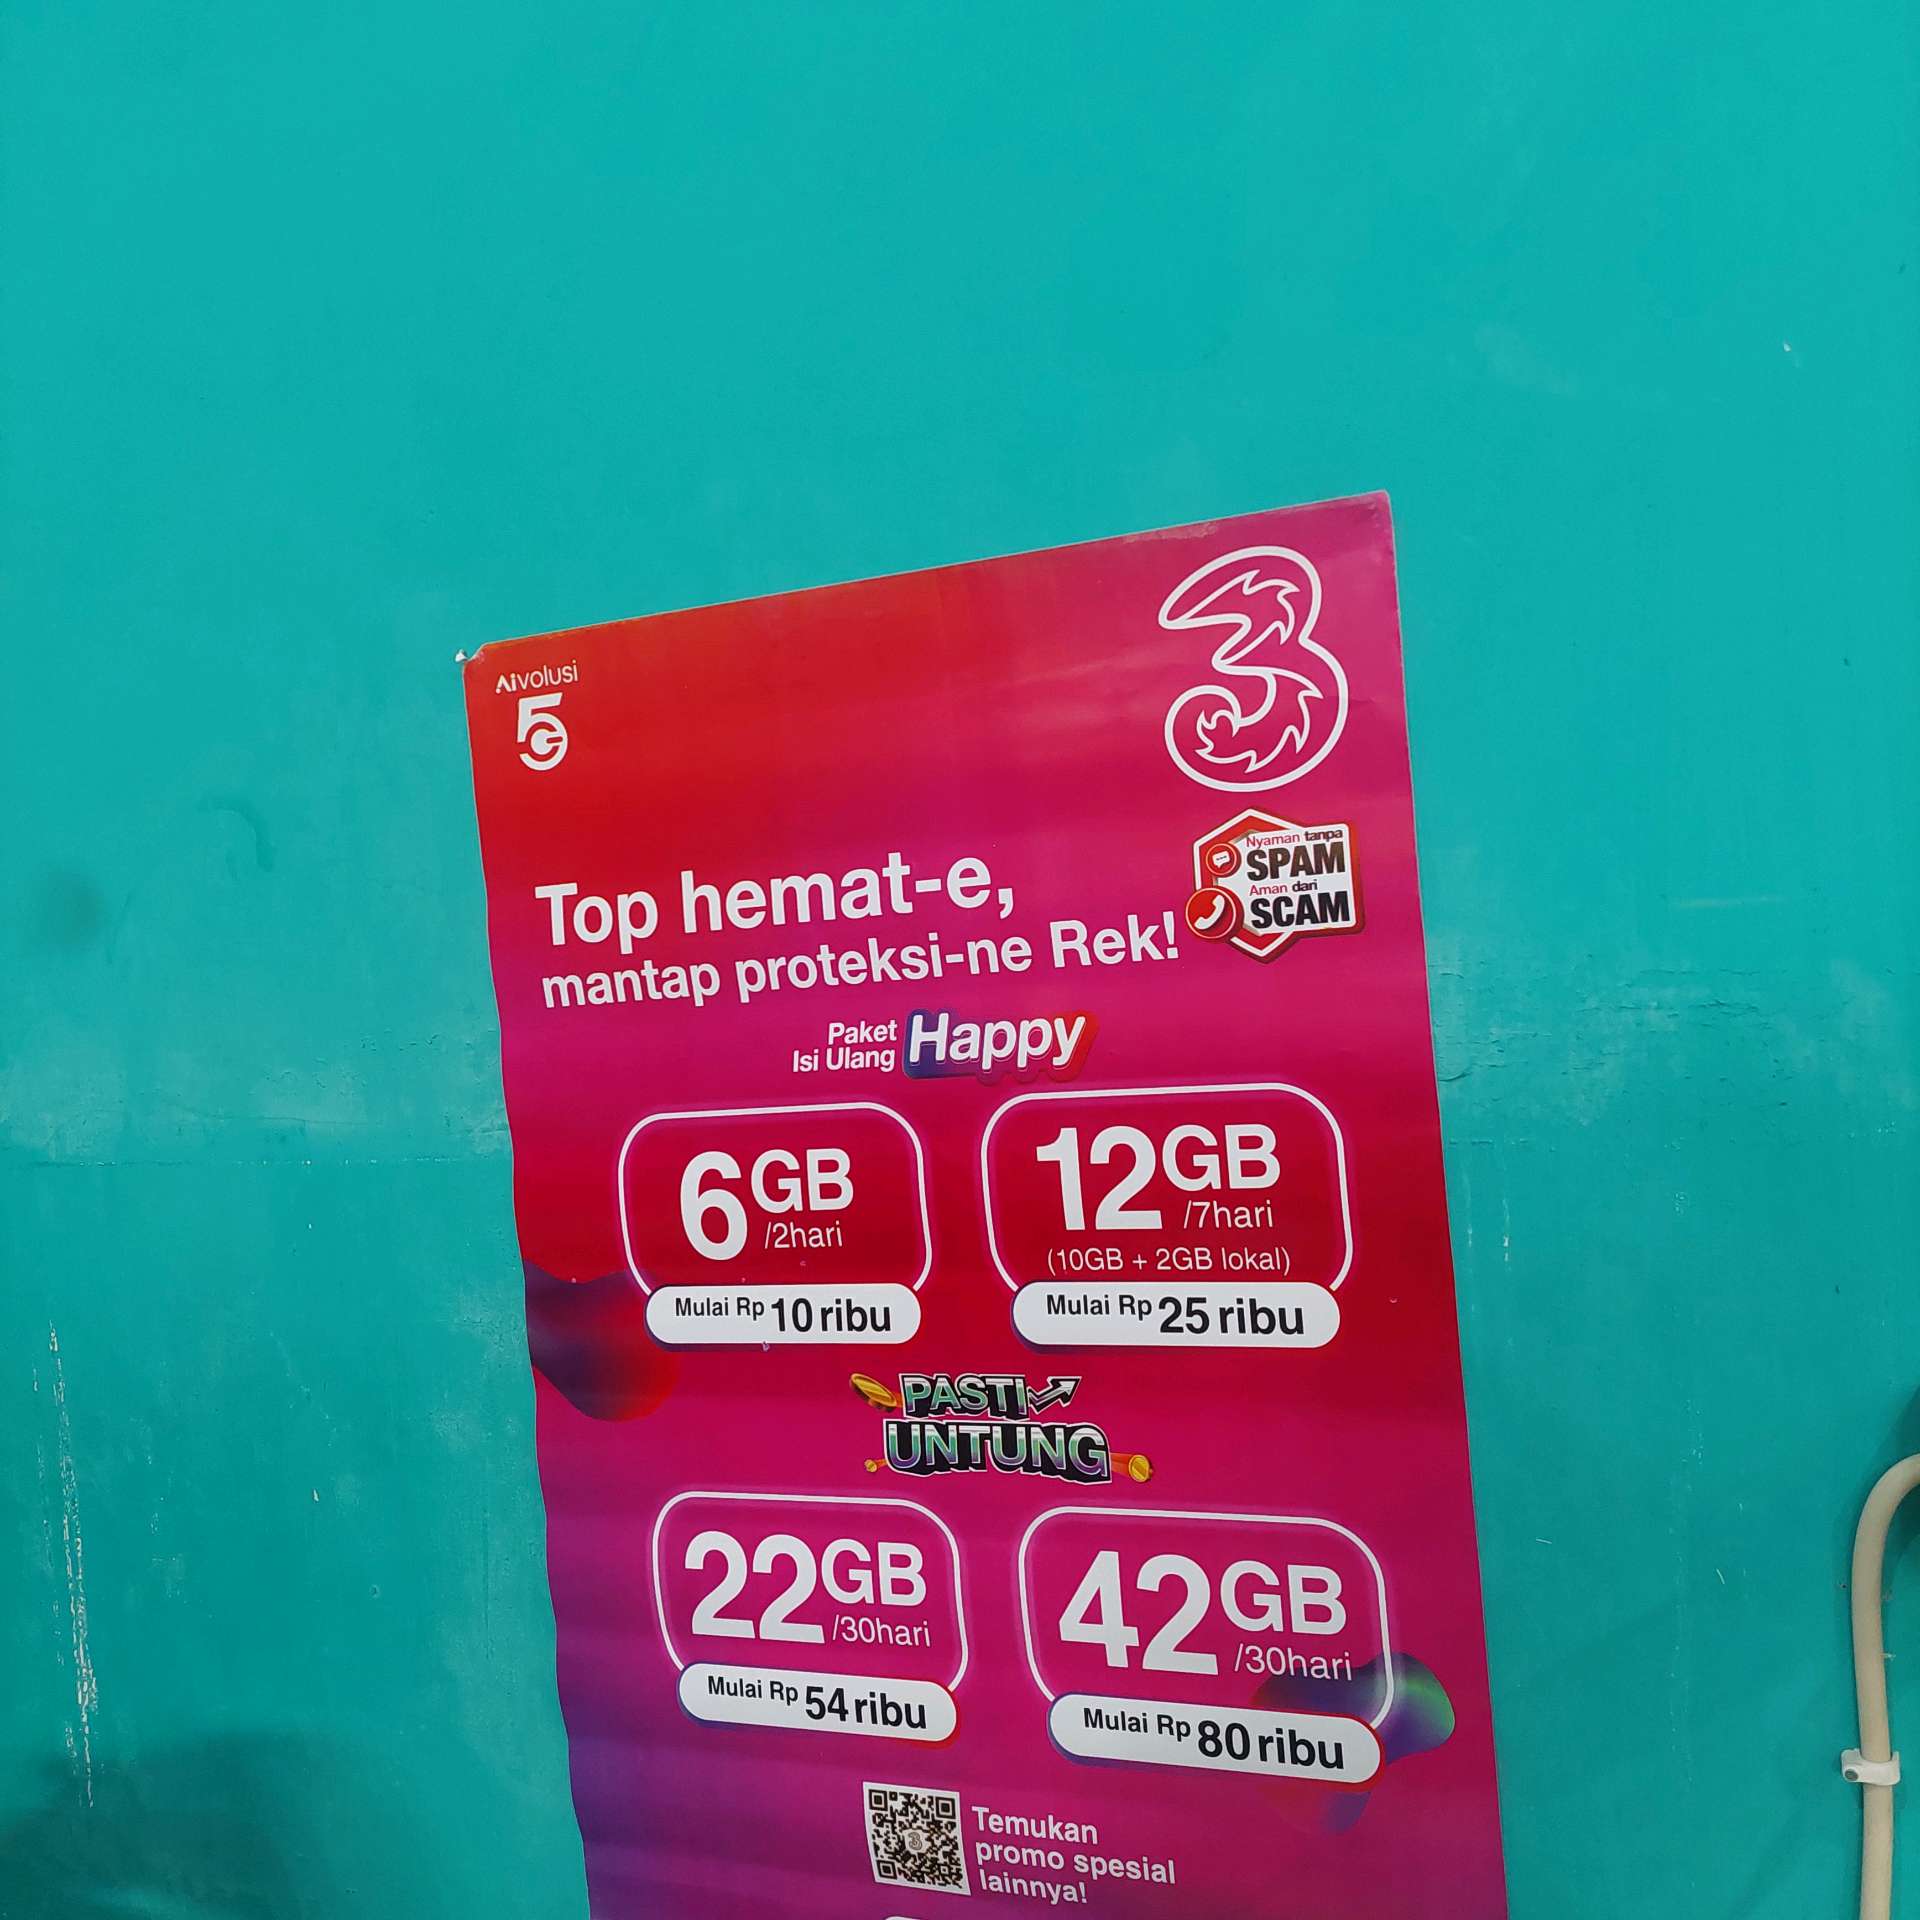 Aivolusi
5G
3
Nyaman tanpa
SPAM
Aman dari
SCAM
Top hemat-e,
mantap proteksi-ne Rek!
Paket
Isi Ulang
Happy
6GB
/2hari
Mulai Rp 10 ribu
12GB
/7hari
(10GB + 2GB lokal)
Mulai Rp 25 ribu
PASTI
UNTUNG
22GB
/30hari
Mulai Rp 54 ribu
42GB
/30hari
Mulai Rp 80 ribu
Temukan
promo spesial
lainnya!